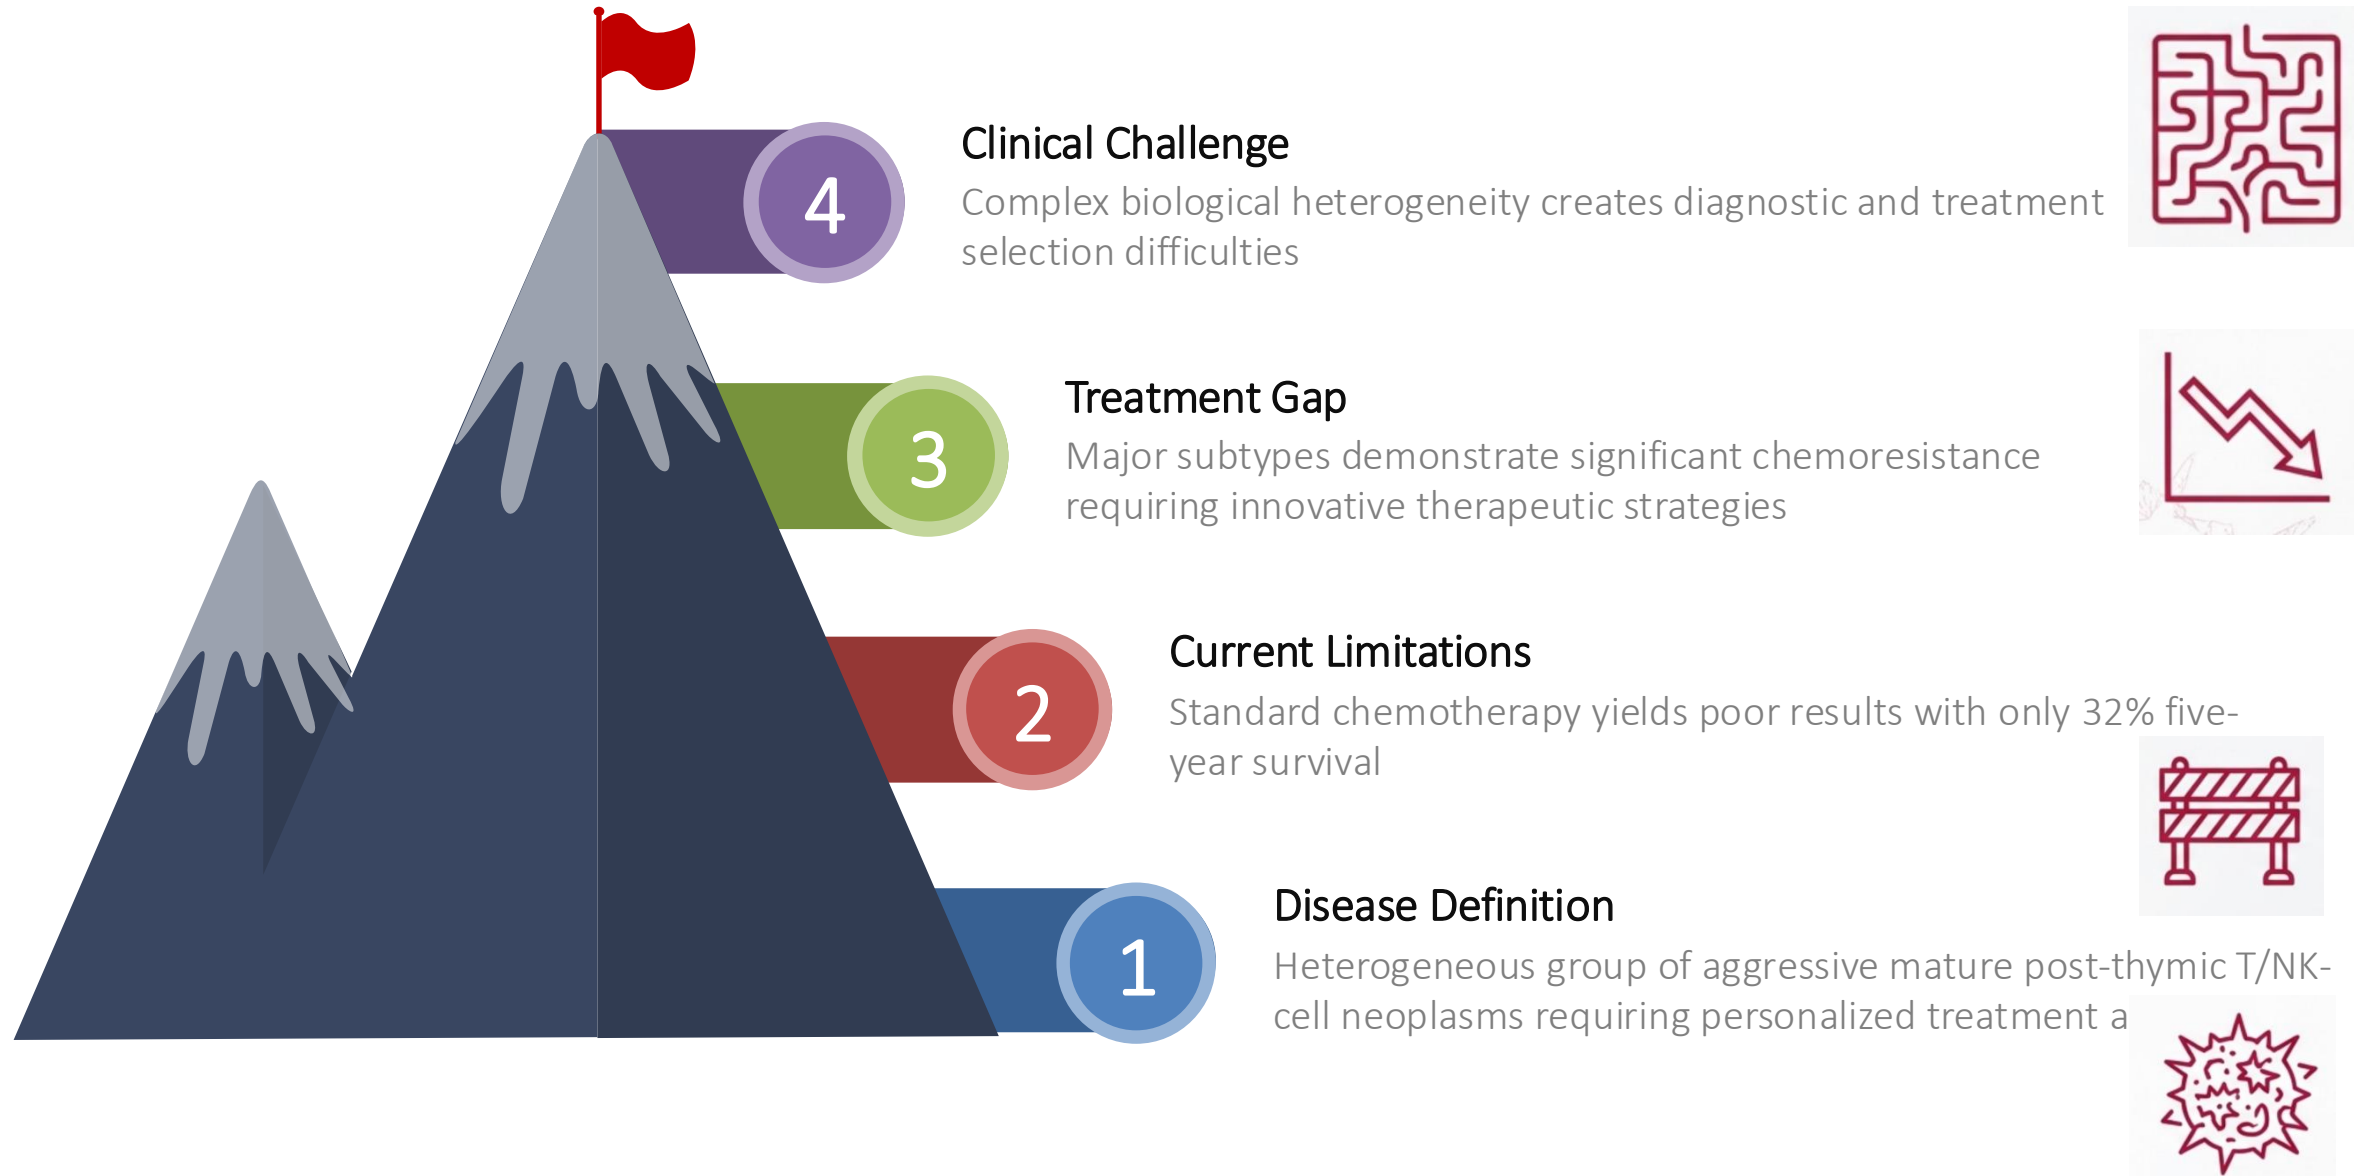 4
Clinical Challenge
Complex biological heterogeneity creates diagnostic and treatment
selection difficulties
3
Treatment Gap
Major subtypes demonstrate significant chemoresistance
requiring innovative therapeutic strategies
2
Current Limitations
Standard chemotherapy yields poor results with only 32% five-
year survival
1
Disease Definition
Heterogeneous group of aggressive mature post-thymic T/NK-
cell neoplasms requiring personalized treatment a